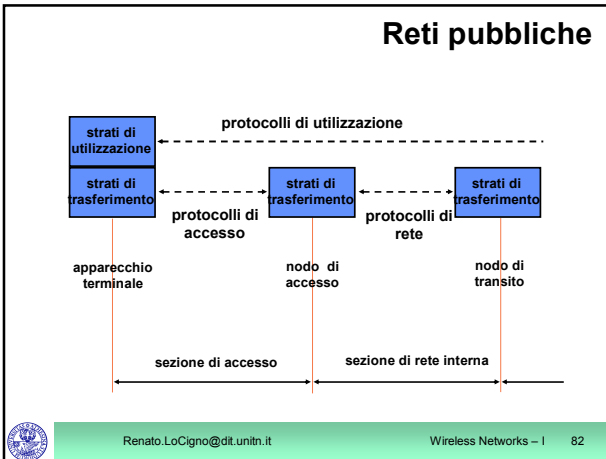 Reti pubbliche
protocolli di utilizzazione
strati di
utilizzazione
strati di
trasferimento
strati di
trasferimento
strati di
trasferimento
protocolli di
accesso
protocolli di
rete
apparecchio
terminale
nodo di
accesso
nodo di
transito
sezione di accesso
sezione di rete interna
Renato.LoCigno@dit.unitn.it
Wireless Networks – I
82